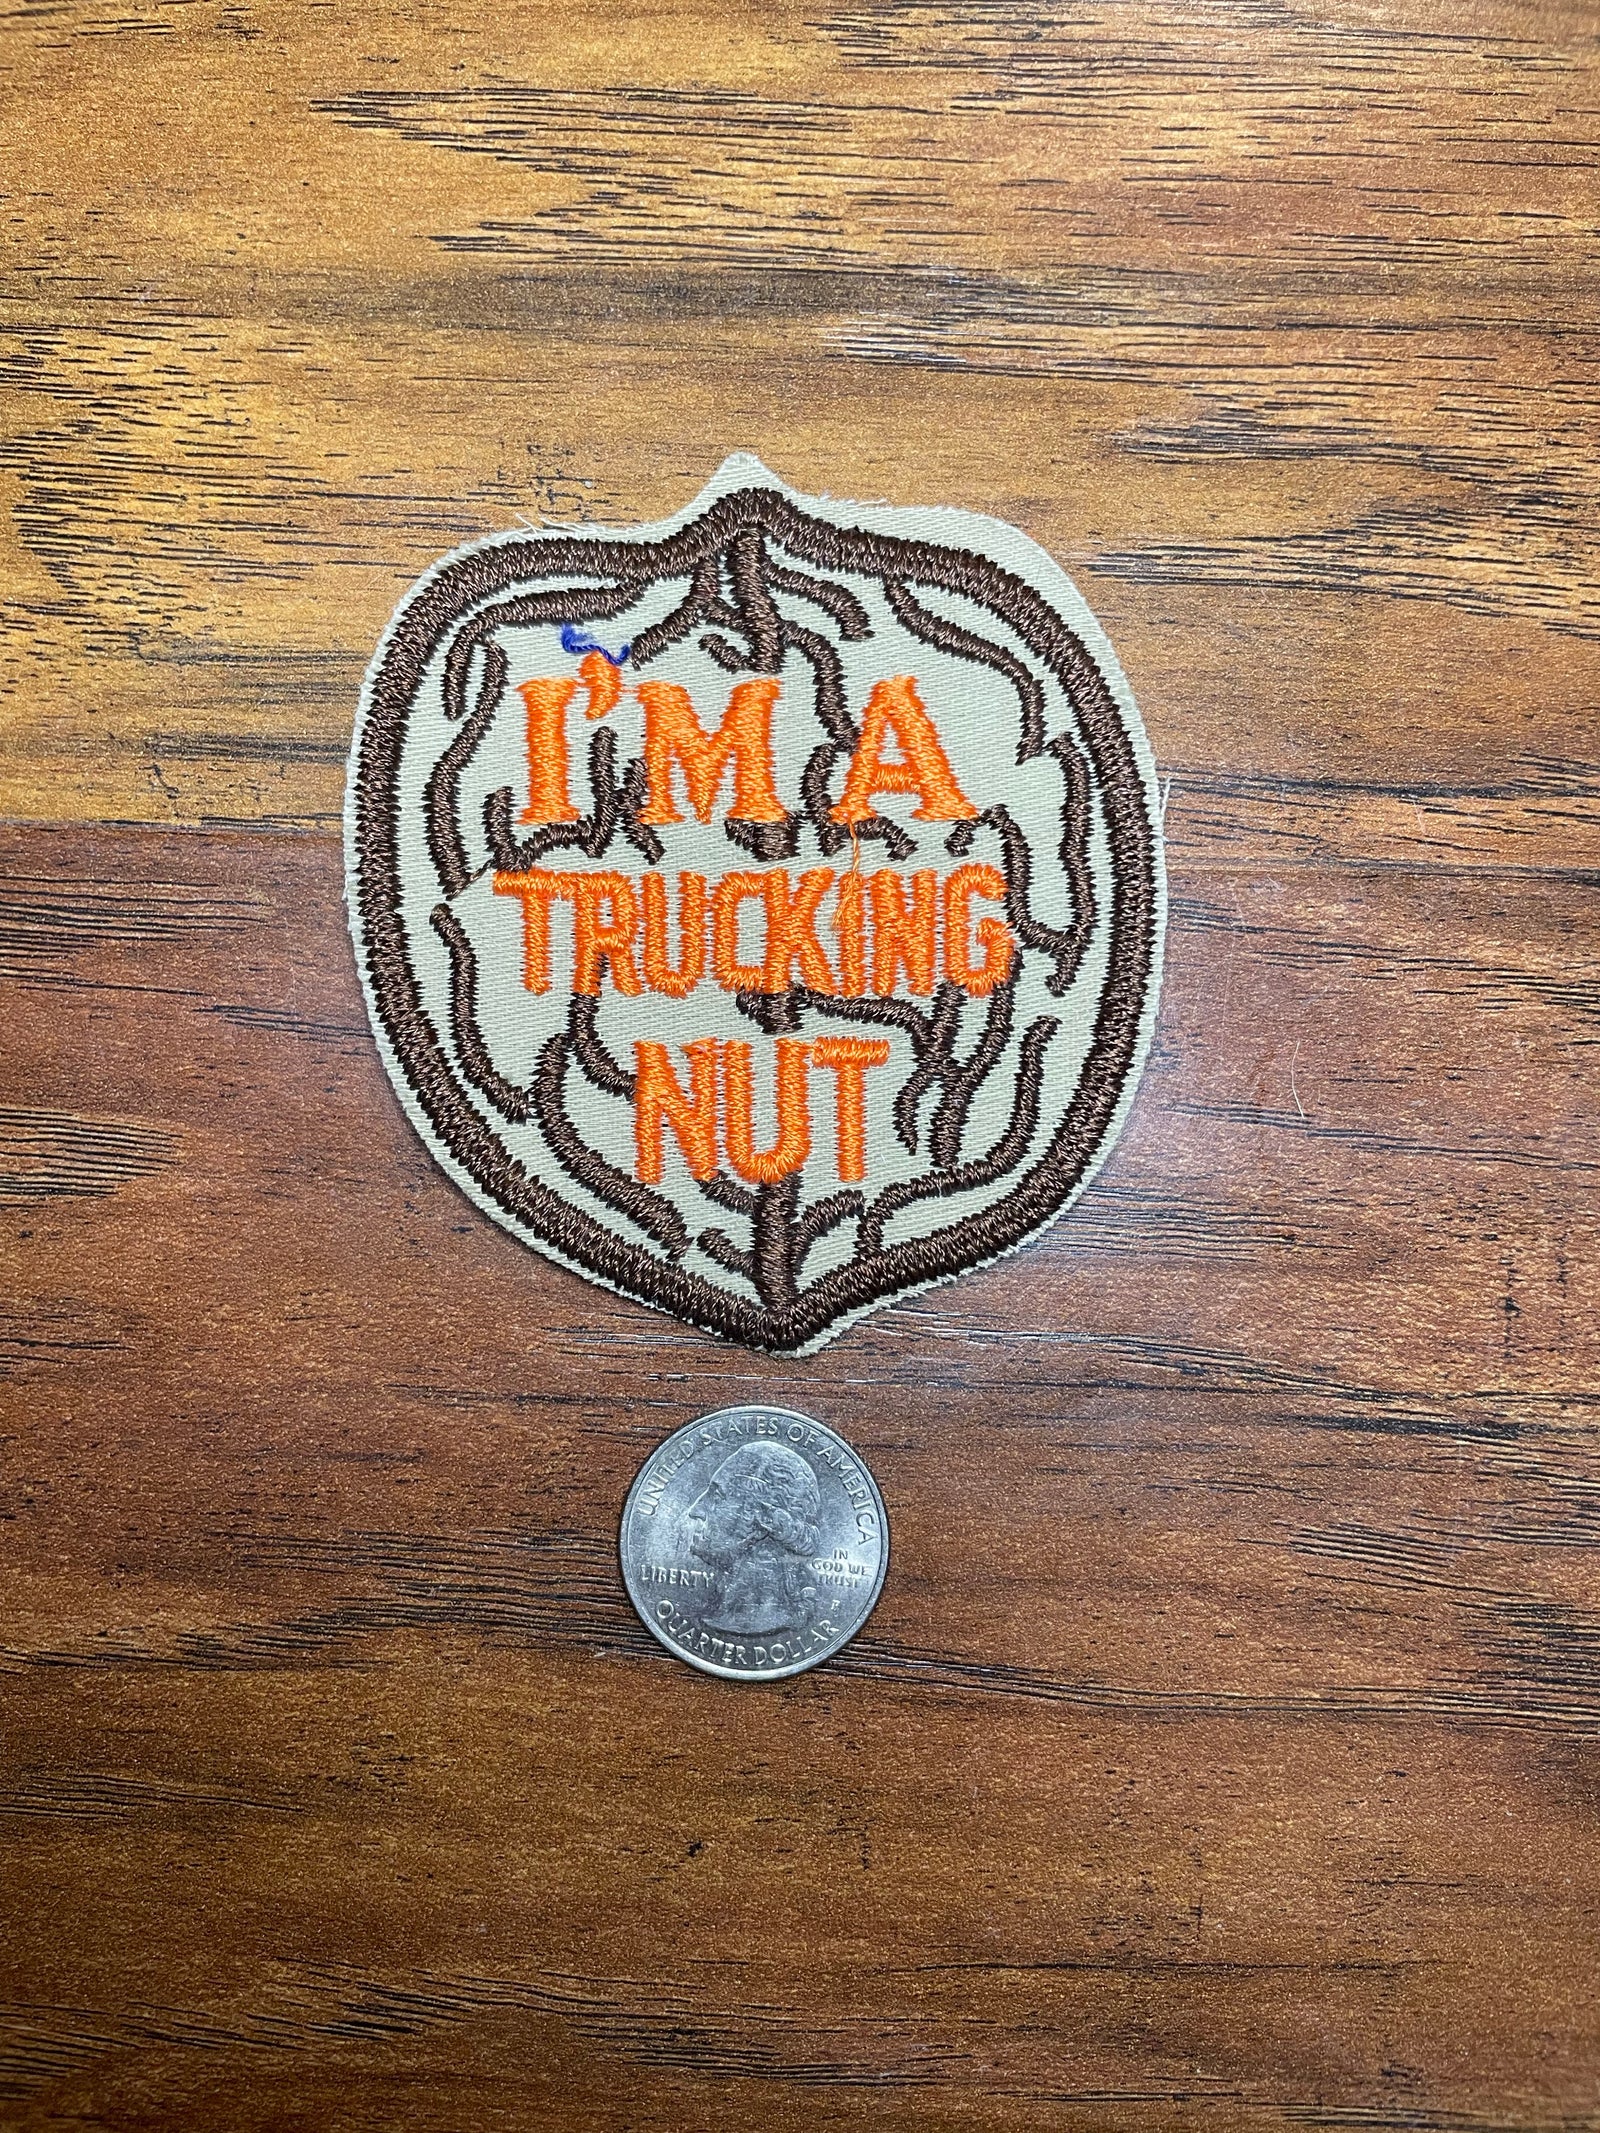 I'M A
TRUCKING
NUT
UNITED STATES OF AMERICA
LIBERTY
IN
GOD WE
TRUST
P
QUARTER DOLLAR